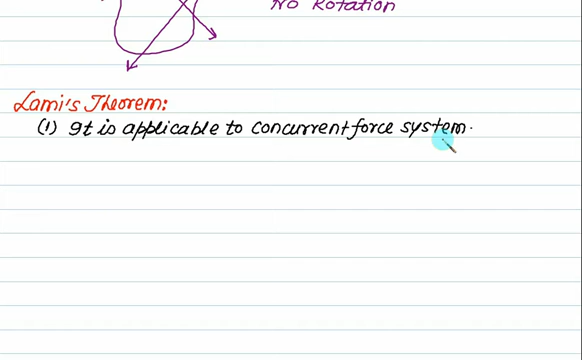 No Rotation
Lami's Theorem:
(1) It is applicable to concurrent force system.